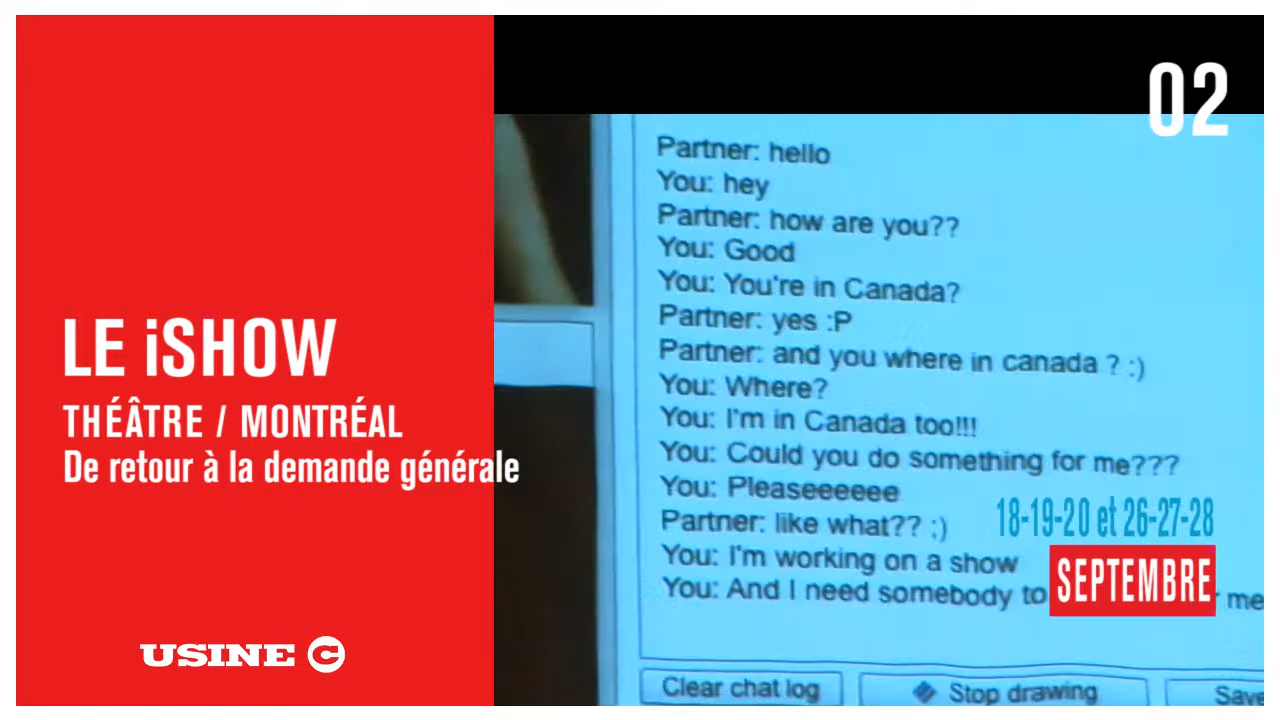 02
LE iSHOW
THÉÂTRE / MONTRÉAL
De retour à la demande générale
USINE C
Partner: hello
You: hey
Partner: how are you??
You: Good
You: You're in Canada?
Partner: yes :P
Partner: and you where in canada ? :)
You: Where?
You: I'm in Canada too!!!
You: Could you do something for me???
You: Pleaseeeeee
Partner: like what?? ;)
You: I'm working on a show
You: And I need somebody to me
18-19-20 et 26-27-28
SEPTEMBRE
Clear chat log
Stop drawing
Save